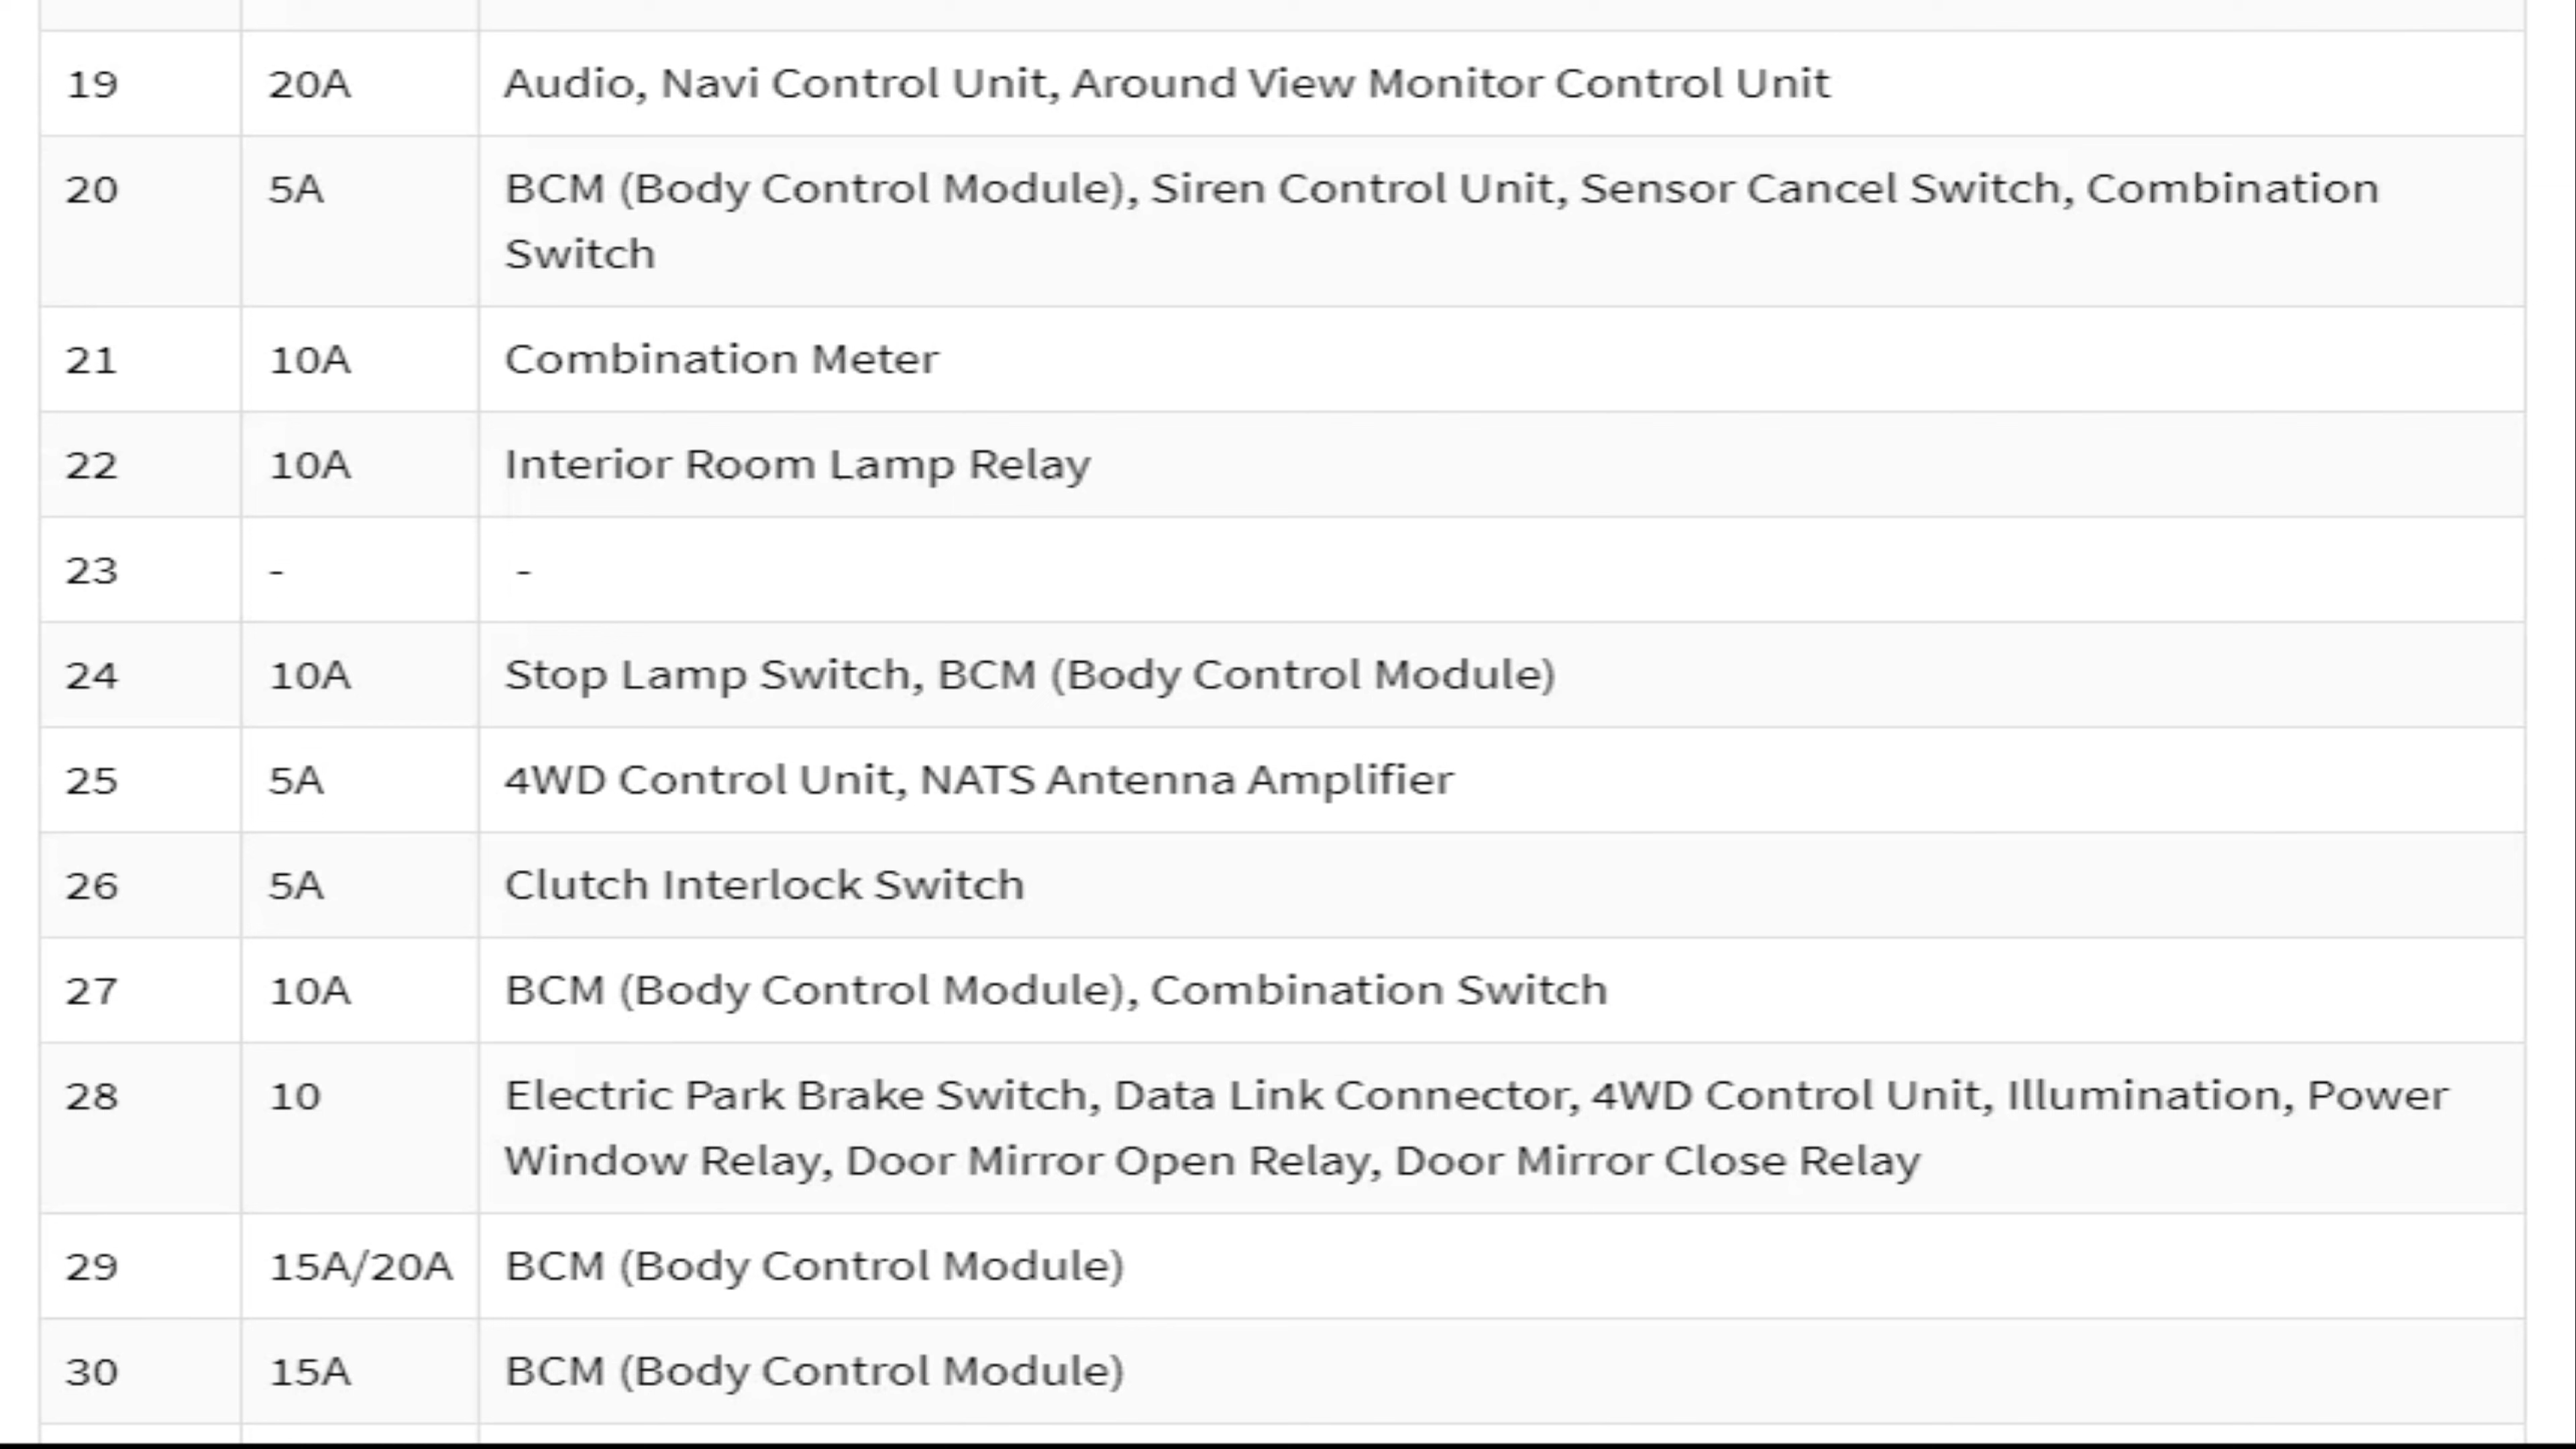 19 20A Audio, Navi Control Unit, Around View Monitor Control Unit
20 5A BCM (Body Control Module), Siren Control Unit, Sensor Cancel Switch, Combination
Switch
21 10A Combination Meter
22 10A Interior Room Lamp Relay
23 - -
24 10A Stop Lamp Switch, BCM (Body Control Module)
25 5A 4WD Control Unit, NATS Antenna Amplifier
26 5A Clutch Interlock Switch
27 10A BCM (Body Control Module), Combination Switch
28 10 Electric Park Brake Switch, Data Link Connector, 4WD Control Unit, Illumination, Power
Window Relay, Door Mirror Open Relay, Door Mirror Close Relay
29 15A/20A BCM (Body Control Module)
30 15A BCM (Body Control Module)